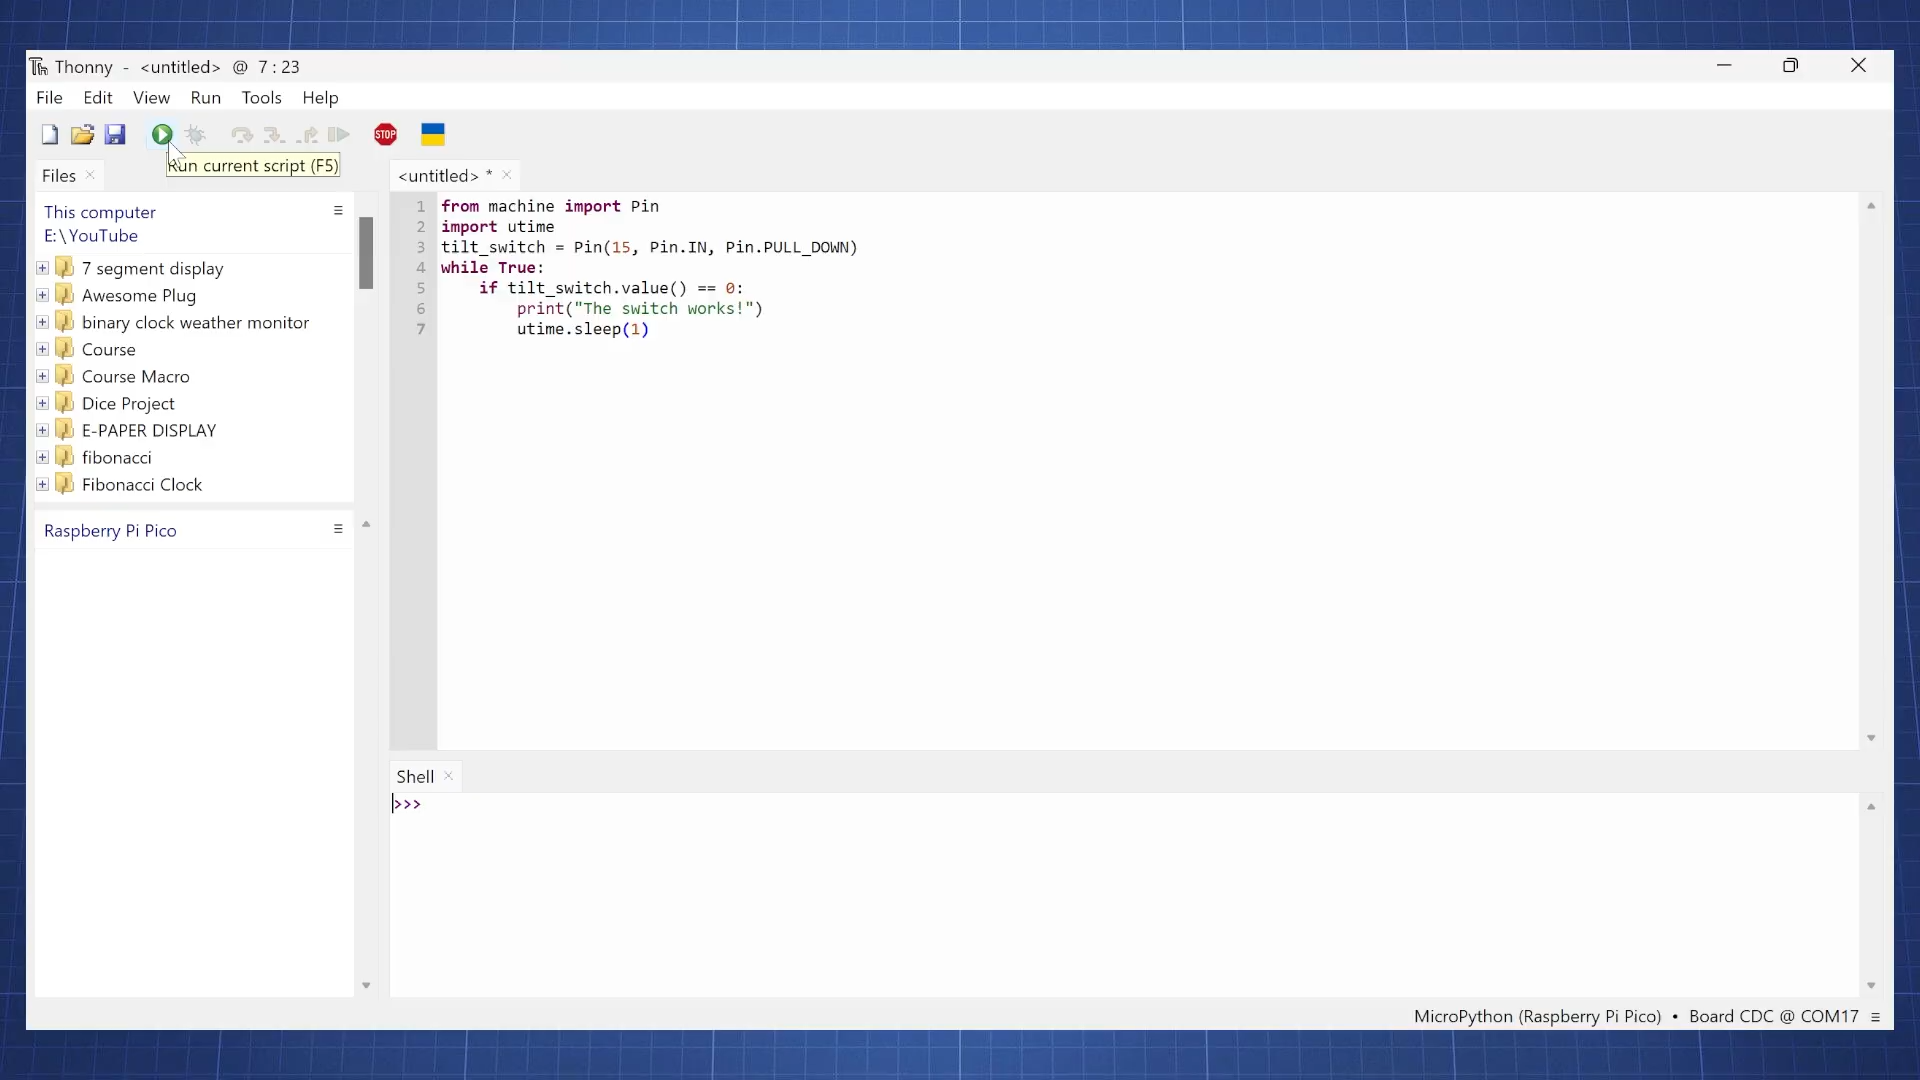 Thonny - <untitled> @ 7 : 23
File Edit View Run Tools Help
STOP
Run current script (F5)
Files
<untitled> *
This computer
E:\YouTube
7 segment display
Awesome Plug
binary clock weather monitor
Course
Course Macro
Dice Project
E-PAPER DISPLAY
fibonacci
Fibonacci Clock
Raspberry Pi Pico
1 from machine import Pin
2 import utime
3 tilt_switch = Pin(15, Pin.IN, Pin.PULL_DOWN)
4 while True:
5     if tilt_switch.value() == 0:
6         print("The switch works!")
7         utime.sleep(1)
Shell
>>>
MicroPython (Raspberry Pi Pico) • Board CDC @ COM17 ≡